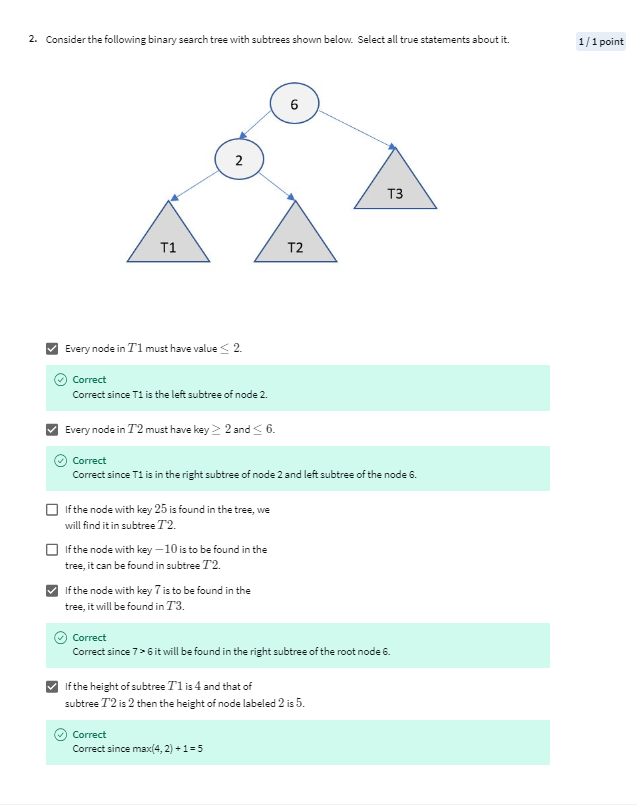 2. Consider the following binary search tree with subtrees shown below. Select all true statements about it.
1 / 1 point
6
2
T3
T1
T2
Every node in T1 must have value ≤ 2.
Correct
Correct since T1 is the left subtree of node 2.
Every node in T2 must have key ≥ 2 and ≤ 6.
Correct
Correct since T1 is in the right subtree of node 2 and left subtree of the node 6.
If the node with key 25 is found in the tree, we
will find it in subtree T2.
If the node with key −10 is to be found in the
tree, it can be found in subtree T2.
If the node with key 7 is to be found in the
tree, it will be found in T3.
Correct
Correct since 7 > 6 it will be found in the right subtree of the root node 6.
If the height of subtree T1 is 4 and that of
subtree T2 is 2 then the height of node labeled 2 is 5.
Correct
Correct since max(4, 2) + 1 = 5